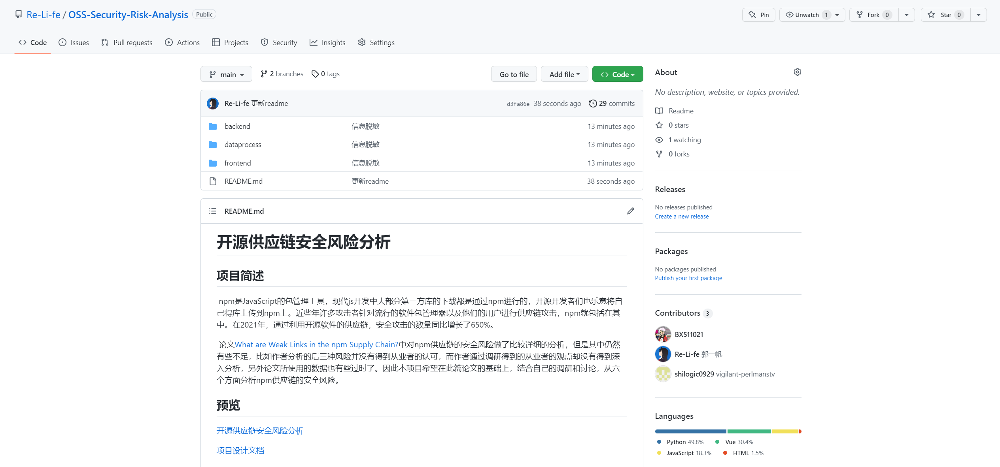 Re-Li-fe / OSS-Security-Risk-Analysis Public
Pin Unwatch 1 Fork 0 Star 0
Code Issues Pull requests Actions Projects Security Insights Settings
main 2 branches 0 tags Go to file Add file Code
Re-Li-fe 更新readme d3fa86e 38 seconds ago 29 commits
backend 信息脱敏 13 minutes ago
dataprocess 信息脱敏 13 minutes ago
frontend 信息脱敏 13 minutes ago
README.md 更新readme 38 seconds ago
README.md
开源供应链安全风险分析
项目简述
npm是JavaScript的包管理工具，现代js开发中大部分第三方库的下载都是通过npm进行的，开源开发者们也乐意将自
己得库上传到npm上。近些年许多攻击者针对流行的软件包管理器以及他们的用户进行供应链攻击，npm就包括在其
中。在2021年，通过利用开源软件的供应链，安全攻击的数量同比增长了650%。
论文What are Weak Links in the npm Supply Chain?中对npm供应链的安全风险做了比较详细的分析，但是其中仍然
有些不足，比如作者分析的后三种风险并没有得到从业者的认可，而作者通过调研得到的从业者的观点却没有得到深
入分析，另外论文所使用的数据也有些过时了。因此本项目希望在此篇论文的基础上，结合自己的调研和讨论，从六
个方面分析npm供应链的安全风险。
预览
开源供应链安全风险分析
项目设计文档
About
No description, website, or topics provided.
Readme
0 stars
1 watching
0 forks
Releases
No releases published
Create a new release
Packages
No packages published
Publish your first package
Contributors 3
BX511021
Re-Li-fe 郭一帆
shilogic0929 vigilant-perlmanstv
Languages
Python 49.8% Vue 30.4%
JavaScript 18.3% HTML 1.5%